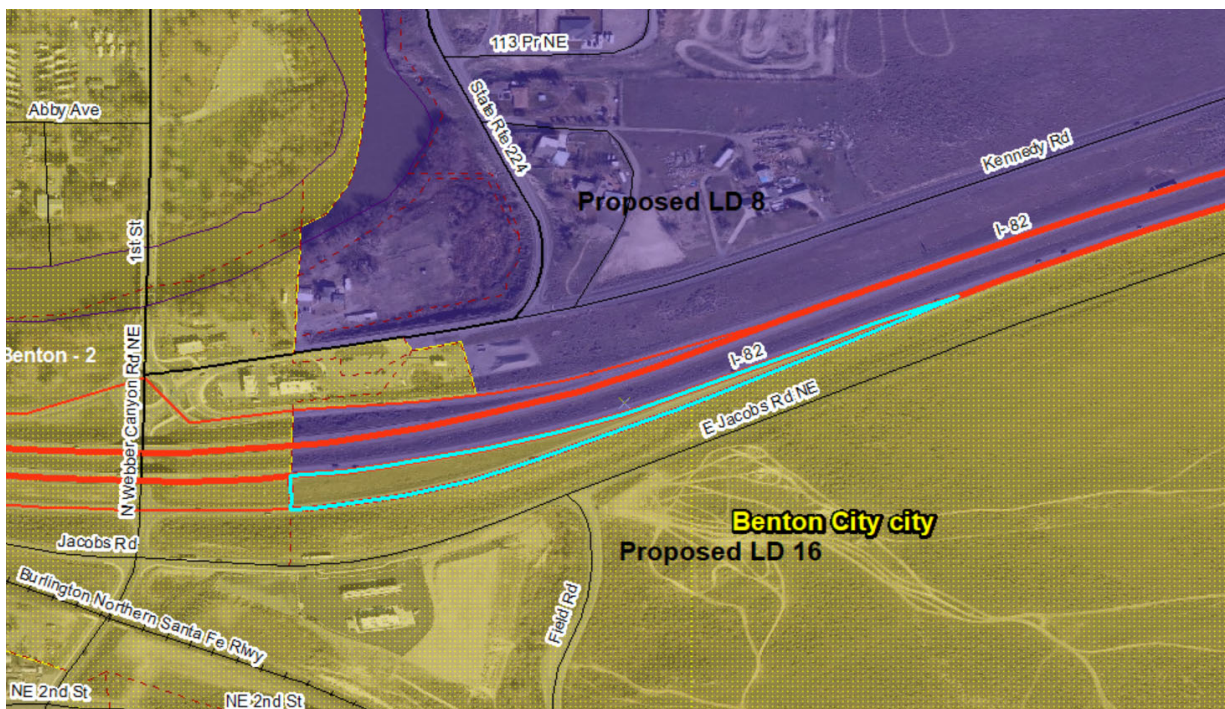 113 Pr NE
Abby Ave
State Rte 224
Kennedy Rd
Proposed LD 8
1st St
I- 82
N Webber Canyon Rd NE
Benton - 2
I- 82
E Jacobs Rd NE
Benton City city
Proposed LD 16
Jacobs Rd
Burlington Northern Santa Fe Rlwy
Field Rd
NE 2nd St
NE 2nd St